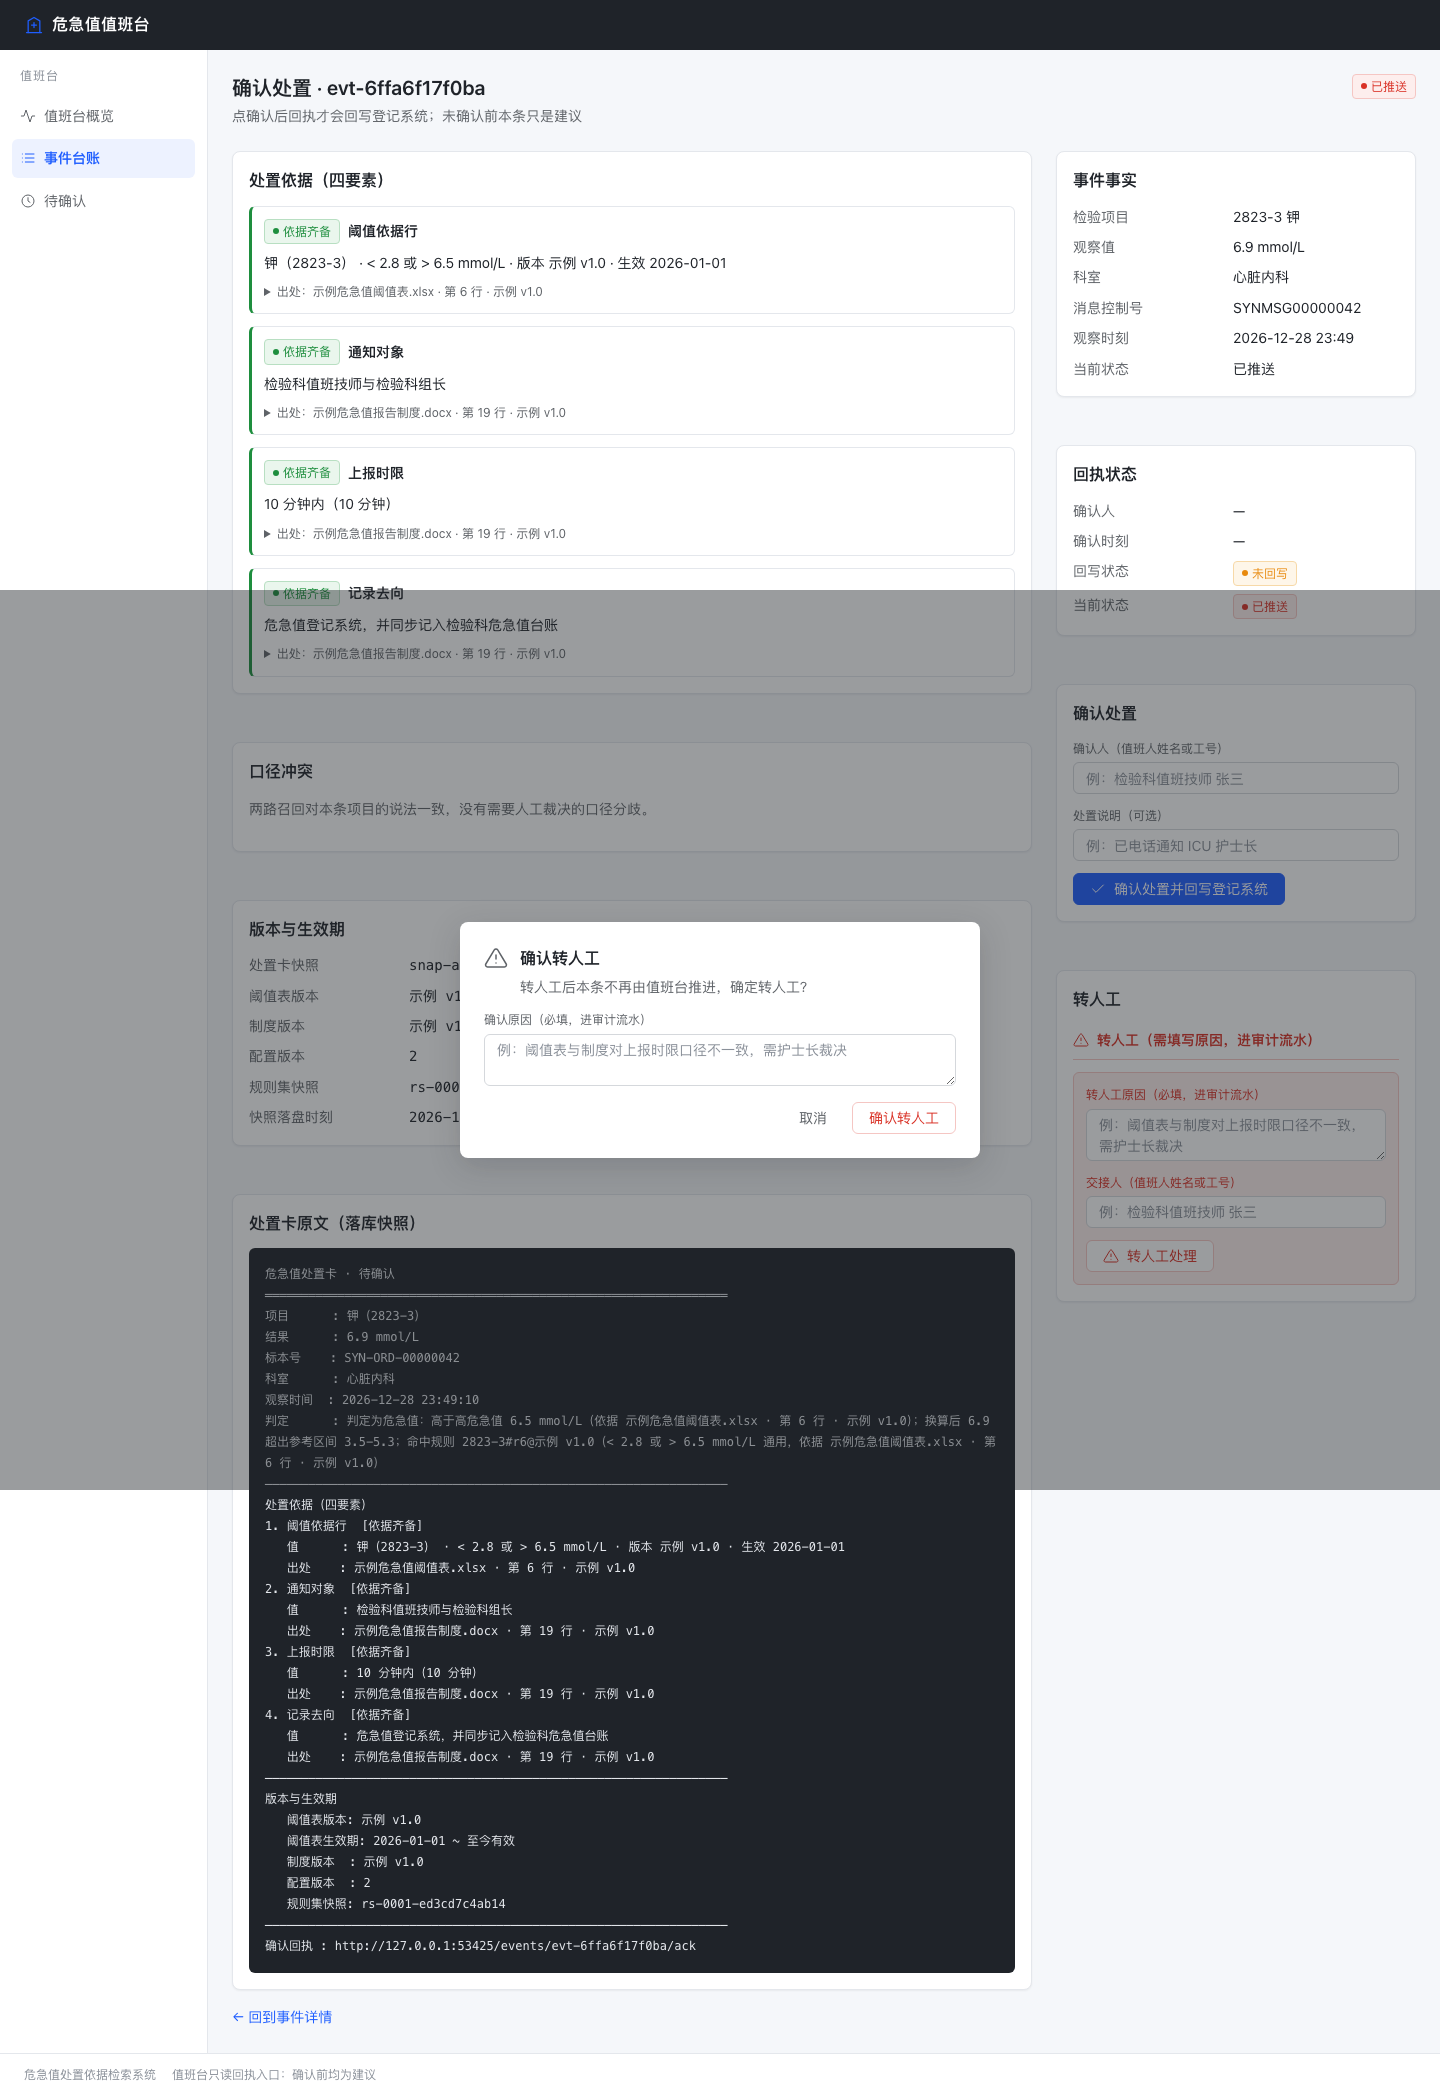 危急值值班台
值班台
值班台概览
事件台账
待确认
确认处置 · evt-6ffa6f17f0ba
点确认后回执才会回写登记系统；未确认前本条只是建议
已推送
处置依据（四要素）
依据齐备 阈值依据行
钾（2823-3） · < 2.8 或 > 6.5 mmol/L · 版本 示例 v1.0 · 生效 2026-01-01
▶ 出处：示例危急值阈值表.xlsx · 第 6 行 · 示例 v1.0
依据齐备 通知对象
检验科值班技师与检验科组长
▶ 出处：示例危急值报告制度.docx · 第 19 行 · 示例 v1.0
依据齐备 上报时限
10 分钟内（10 分钟）
▶ 出处：示例危急值报告制度.docx · 第 19 行 · 示例 v1.0
依据齐备 记录去向
危急值登记系统，并同步记入检验科危急值台账
▶ 出处：示例危急值报告制度.docx · 第 19 行 · 示例 v1.0
口径冲突
两路召回对本条项目的说法一致，没有需要人工裁决的口径分歧。
版本与生效期
处置卡快照 snap-a
阈值表版本 示例 v1
制度版本 示例 v1
配置版本 2
规则集快照 rs-000
快照落盘时刻 2026-1
处置卡原文（落库快照）
危急值处置卡 · 待确认
项目 : 钾（2823-3）
结果 : 6.9 mmol/L
标本号 : SYN-ORD-00000042
科室 : 心脏内科
观察时间 : 2026-12-28 23:49:10
判定 : 判定为危急值：高于高危急值 6.5 mmol/L（依据 示例危急值阈值表.xlsx · 第 6 行 · 示例 v1.0）；换算后 6.9
超出参考区间 3.5-5.3；命中规则 2823-3#r6@示例 v1.0（< 2.8 或 > 6.5 mmol/L 通用，依据 示例危急值阈值表.xlsx · 第
6 行 · 示例 v1.0）
处置依据（四要素）
1. 阈值依据行 [依据齐备]
值 : 钾（2823-3） · < 2.8 或 > 6.5 mmol/L · 版本 示例 v1.0 · 生效 2026-01-01
出处 : 示例危急值阈值表.xlsx · 第 6 行 · 示例 v1.0
2. 通知对象 [依据齐备]
值 : 检验科值班技师与检验科组长
出处 : 示例危急值报告制度.docx · 第 19 行 · 示例 v1.0
3. 上报时限 [依据齐备]
值 : 10 分钟内（10 分钟）
出处 : 示例危急值报告制度.docx · 第 19 行 · 示例 v1.0
4. 记录去向 [依据齐备]
值 : 危急值登记系统，并同步记入检验科危急值台账
出处 : 示例危急值报告制度.docx · 第 19 行 · 示例 v1.0
版本与生效期
阈值表版本: 示例 v1.0
阈值表生效期: 2026-01-01 ~ 至今有效
制度版本 : 示例 v1.0
配置版本 : 2
规则集快照: rs-0001-ed3cd7c4ab14
确认回执 : http://127.0.0.1:53425/events/evt-6ffa6f17f0ba/ack
← 回到事件详情
事件事实
检验项目 2823-3 钾
观察值 6.9 mmol/L
科室 心脏内科
消息控制号 SYNMSG00000042
观察时刻 2026-12-28 23:49
当前状态 已推送
回执状态
确认人 —
确认时刻 —
回写状态 未回写
当前状态 已推送
确认处置
确认人（值班人姓名或工号）
例：检验科值班技师 张三
处置说明（可选）
例：已电话通知 ICU 护士长
确认处置并回写登记系统
转人工
转人工（需填写原因，进审计流水）
转人工原因（必填，进审计流水）
例：阈值表与制度对上报时限口径不一致，
需护士长裁决
交接人（值班人姓名或工号）
例：检验科值班技师 张三
转人工处理
确认转人工
转人工后本条不再由值班台推进，确定转人工？
确认原因（必填，进审计流水）
例：阈值表与制度对上报时限口径不一致，需护士长裁决
取消 确认转人工
危急值处置依据检索系统 值班台只读回执入口：确认前均为建议